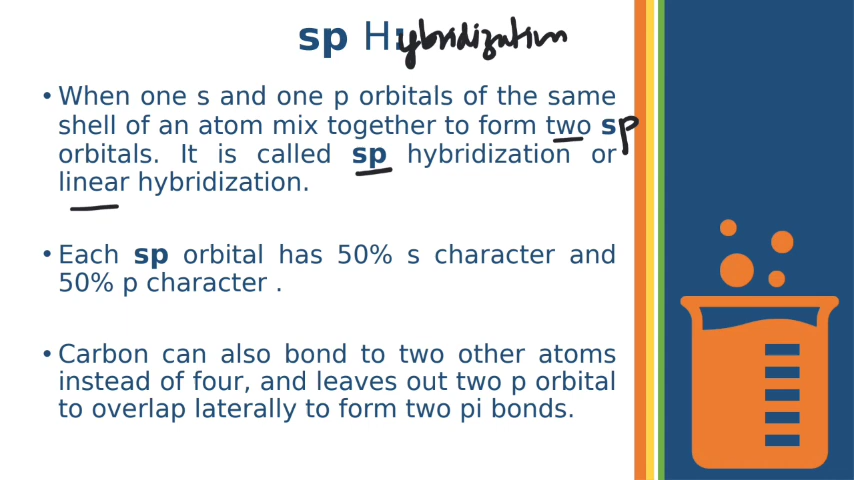 sp Hybridization
• When one s and one p orbitals of the same
shell of an atom mix together to form two sp
orbitals. It is called sp hybridization or
linear hybridization.
• Each sp orbital has 50% s character and
50% p character .
• Carbon can also bond to two other atoms
instead of four, and leaves out two p orbital
to overlap laterally to form two pi bonds.